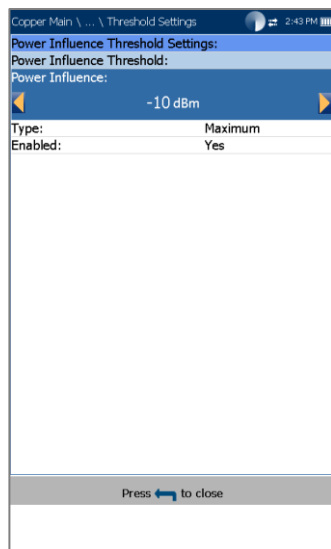 Copper Main \ ... \ Threshold Settings 2:43 PM
Power Influence Threshold Settings:
Power Influence Threshold:
Power Influence:
-10 dBm
Type: Maximum
Enabled: Yes
Press to close